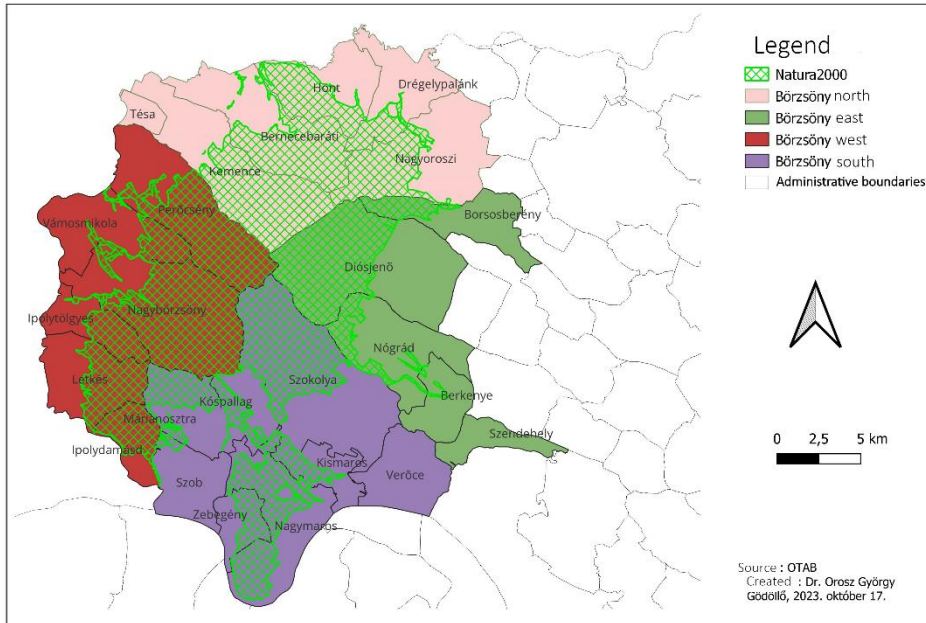 Legend
Natura2000
Börzsöny north
Börzsöny east
Börzsöny west
Börzsöny south
Administrative boundaries
Hont
Drégelypalánk
Tésa
Bernecebaráti
Nagyoroszi
Kemence
Perőcsény
Borsosberény
Vámosmikola
Diósjenő
Nagybörzsöny
Ipolytölgyes
Nógrád
Letkés
Szokolya
Kóspallag
Berkenye
Márianosztra
Szendehely
Ipolydamásd
Kismaros
Szob
Verőce
Zebegény
Nagymaros
0 2,5 5 km
Source : OTAB
Created : Dr. Orosz György
Gödöllő, 2023. október 17.